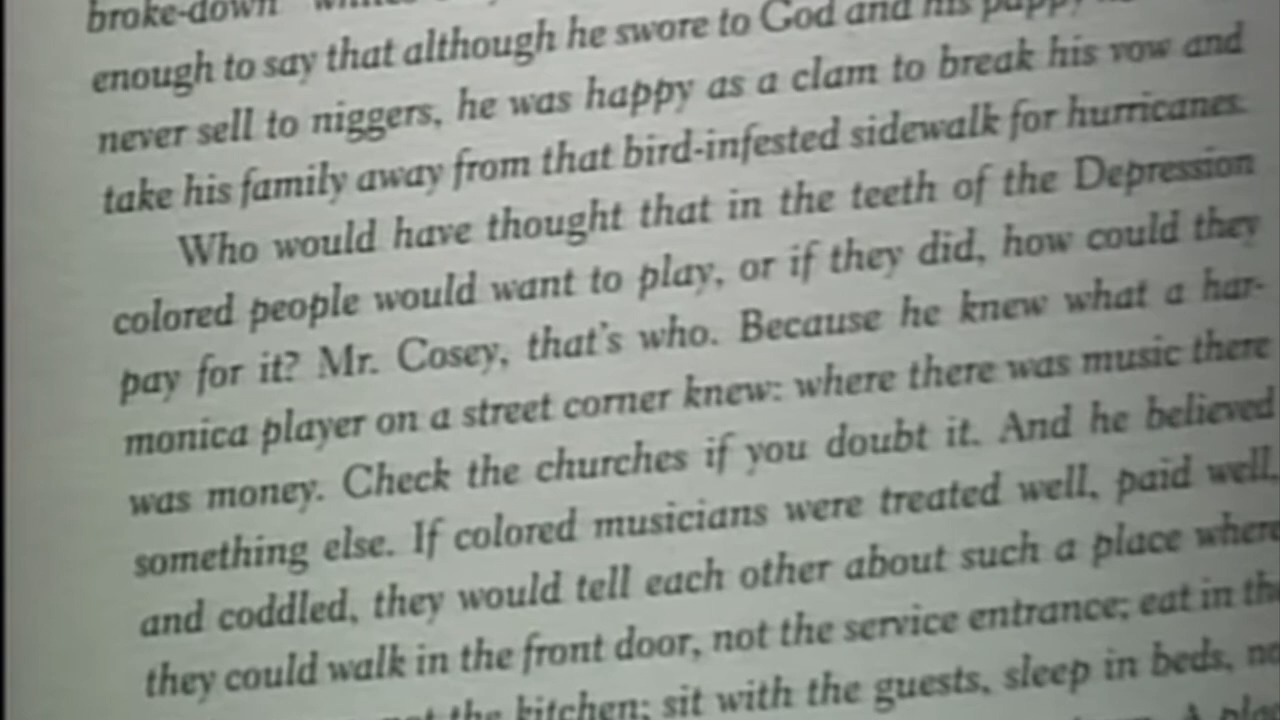 broke-down
enough to say that although he swore to God and his pappy
never sell to niggers, he was happy as a clam to break his vow and
take his family away from that bird-infested sidewalk for hurricanes.
Who would have thought that in the teeth of the Depression
colored people would want to play, or if they did, how could they
pay for it? Mr. Cosey, that's who. Because he knew what a har-
monica player on a street corner knew: where there was music there
was money. Check the churches if you doubt it. And he believed
something else. If colored musicians were treated well, paid well,
and coddled, they would tell each other about such a place where
they could walk in the front door, not the service entrance; eat in the
the kitchen; sit with the guests, sleep in beds,